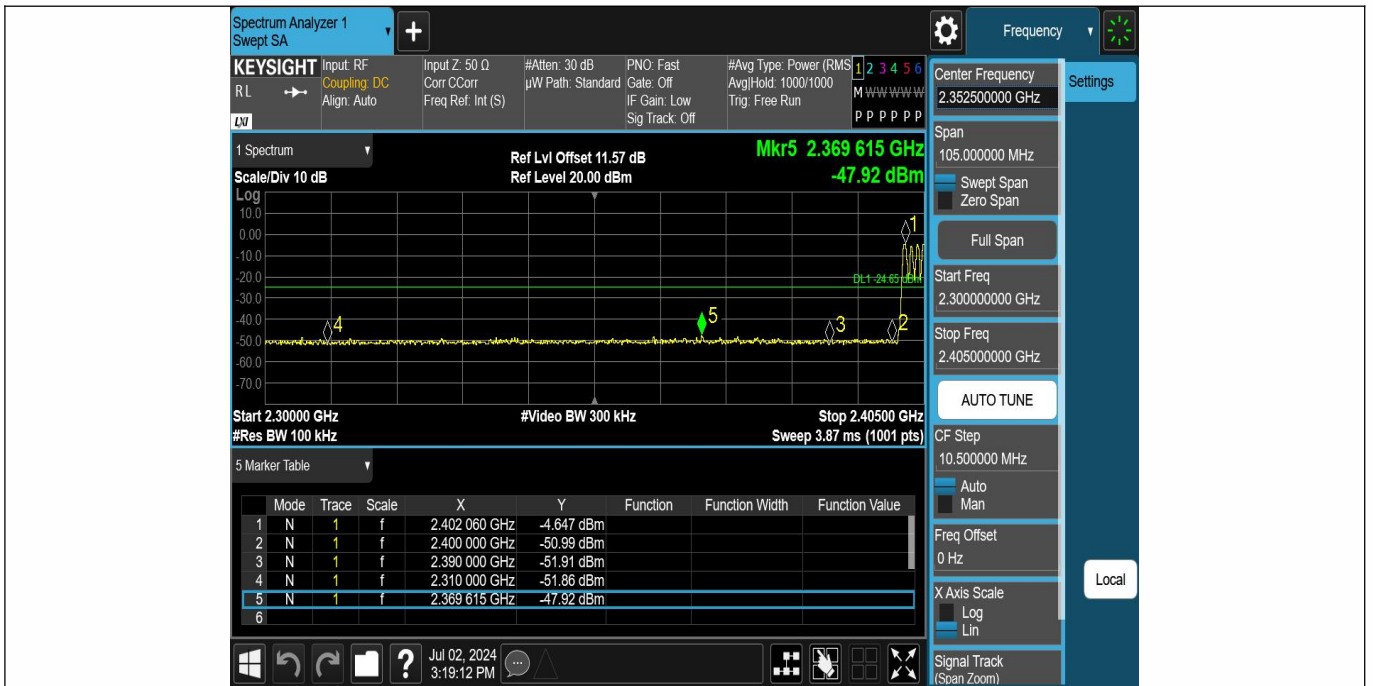 Spectrum Analyzer 1
Swept SA
+
Frequency
KEYSIGHT
RL
LXI
Input: RF
Coupling: DC
Align: Auto
Input Z: 50 Ω
Corr CCorr
Freq Ref: Int (S)
#Atten: 30 dB
µW Path: Standard
PNO: Fast
Gate: Off
IF Gain: Low
Sig Track: Off
#Avg Type: Power (RMS
Avg|Hold: 1000/1000
Trig: Free Run
1 2 3 4 5 6
M W W W W W
P P P P P P
Center Frequency
2.352500000 GHz
Settings
Span
105.000000 MHz
Swept Span
Zero Span
Full Span
Start Freq
2.300000000 GHz
Stop Freq
2.405000000 GHz
AUTO TUNE
CF Step
10.500000 MHz
Auto
Man
Freq Offset
0 Hz
X Axis Scale
Log
Lin
Signal Track
(Span Zoom)
Local
1 Spectrum
Scale/Div 10 dB
Ref Lvl Offset 11.57 dB
Ref Level 20.00 dBm
Mkr5 2.369 615 GHz
-47.92 dBm
Log
10.0
0.00
-10.0
-20.0
-30.0
-40.0
-50.0
-60.0
-70.0
1
DL1 -24.65 dBm
4
5
3
2
Start 2.30000 GHz
#Video BW 300 kHz
Stop 2.40500 GHz
#Res BW 100 kHz
Sweep 3.87 ms (1001 pts)
5 Marker Table
Mode Trace Scale X Y Function Function Width Function Value
1 N 1 f 2.402 060 GHz -4.647 dBm
2 N 1 f 2.400 000 GHz -50.99 dBm
3 N 1 f 2.390 000 GHz -51.91 dBm
4 N 1 f 2.310 000 GHz -51.86 dBm
5 N 1 f 2.369 615 GHz -47.92 dBm
6
?
Jul 02, 2024
3:19:12 PM